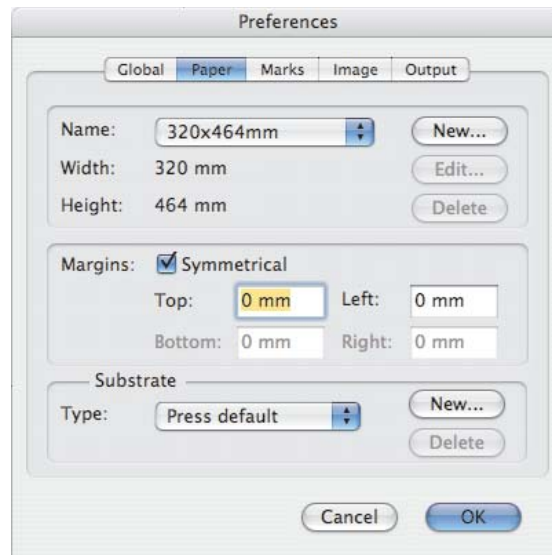 Preferences
Global Paper Marks Image Output
Name: 320x464mm New...
Width: 320 mm Edit...
Height: 464 mm Delete
Margins: Symmetrical
Top: 0 mm Left: 0 mm
Bottom: 0 mm Right: 0 mm
Substrate
Type: Press default New...
Delete
Cancel OK